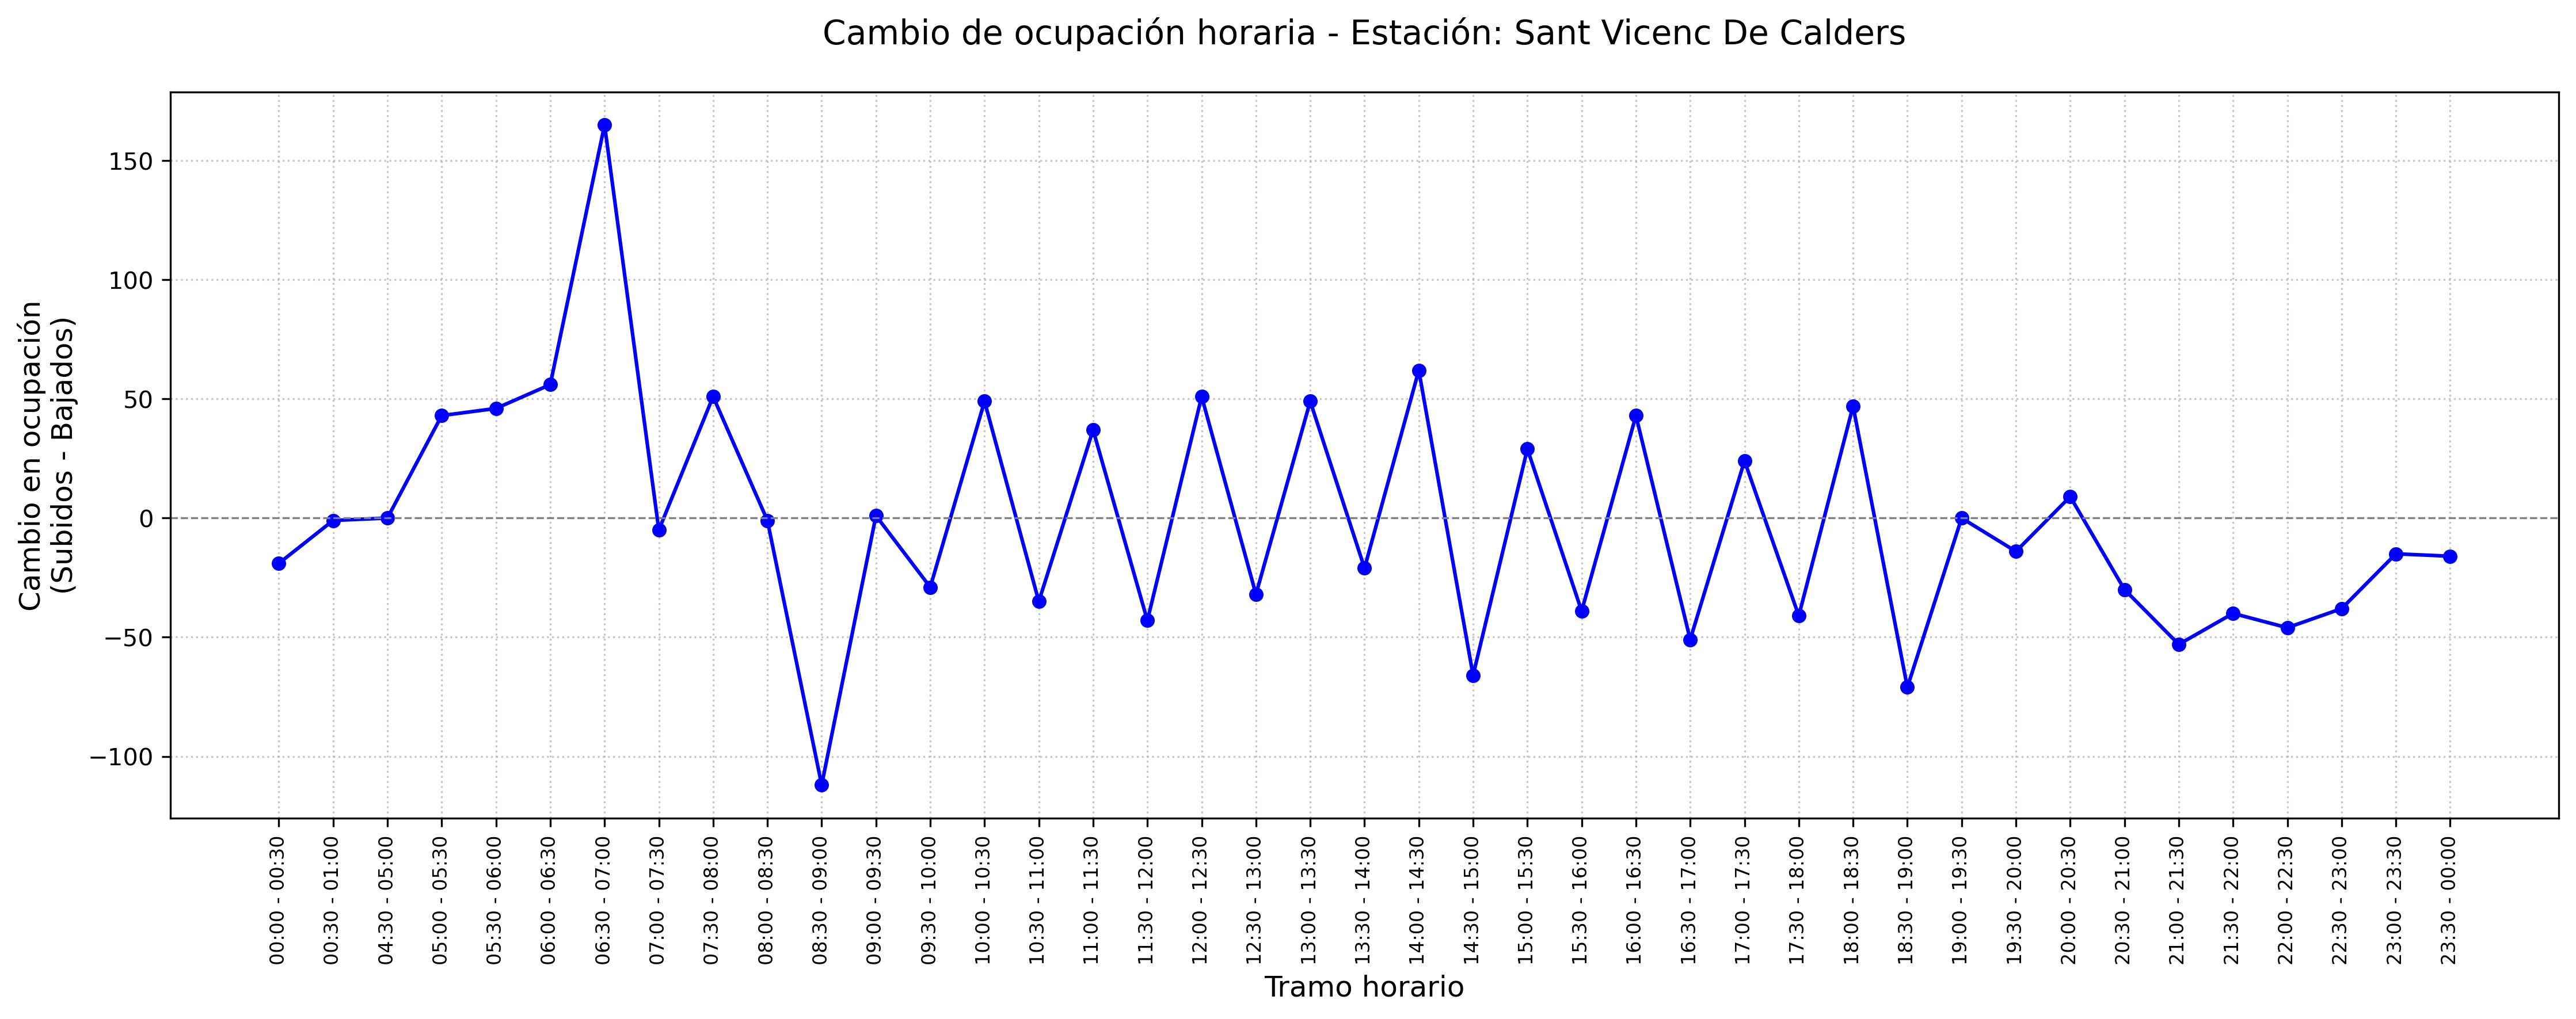 Cambio de ocupación horaria - Estación: Sant Vicenc De Calders
Cambio en ocupación
(Subidos - Bajados)
150
100
50
0
−50
−100
00:00 - 00:30
00:30 - 01:00
04:30 - 05:00
05:00 - 05:30
05:30 - 06:00
06:00 - 06:30
06:30 - 07:00
07:00 - 07:30
07:30 - 08:00
08:00 - 08:30
08:30 - 09:00
09:00 - 09:30
09:30 - 10:00
10:00 - 10:30
10:30 - 11:00
11:00 - 11:30
11:30 - 12:00
12:00 - 12:30
12:30 - 13:00
13:00 - 13:30
13:30 - 14:00
14:00 - 14:30
14:30 - 15:00
15:00 - 15:30
15:30 - 16:00
16:00 - 16:30
16:30 - 17:00
17:00 - 17:30
17:30 - 18:00
18:00 - 18:30
18:30 - 19:00
19:00 - 19:30
19:30 - 20:00
20:00 - 20:30
20:30 - 21:00
21:00 - 21:30
21:30 - 22:00
22:00 - 22:30
22:30 - 23:00
23:00 - 23:30
23:30 - 00:00
Tramo horario